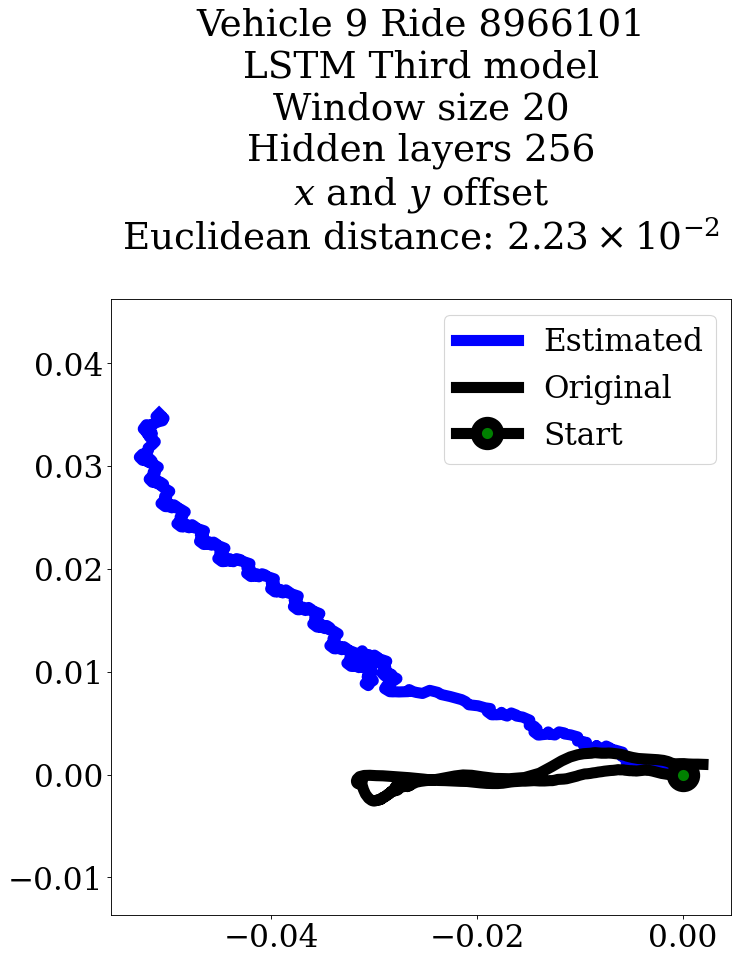 Vehicle 9 Ride 8966101
LSTM Third model
Window size 20
Hidden layers 256
x and y offset
Euclidean distance: 2.23 × 10⁻²
Estimated
Original
Start
0.04
0.03
0.02
0.01
0.00
−0.01
−0.04
−0.02
0.00